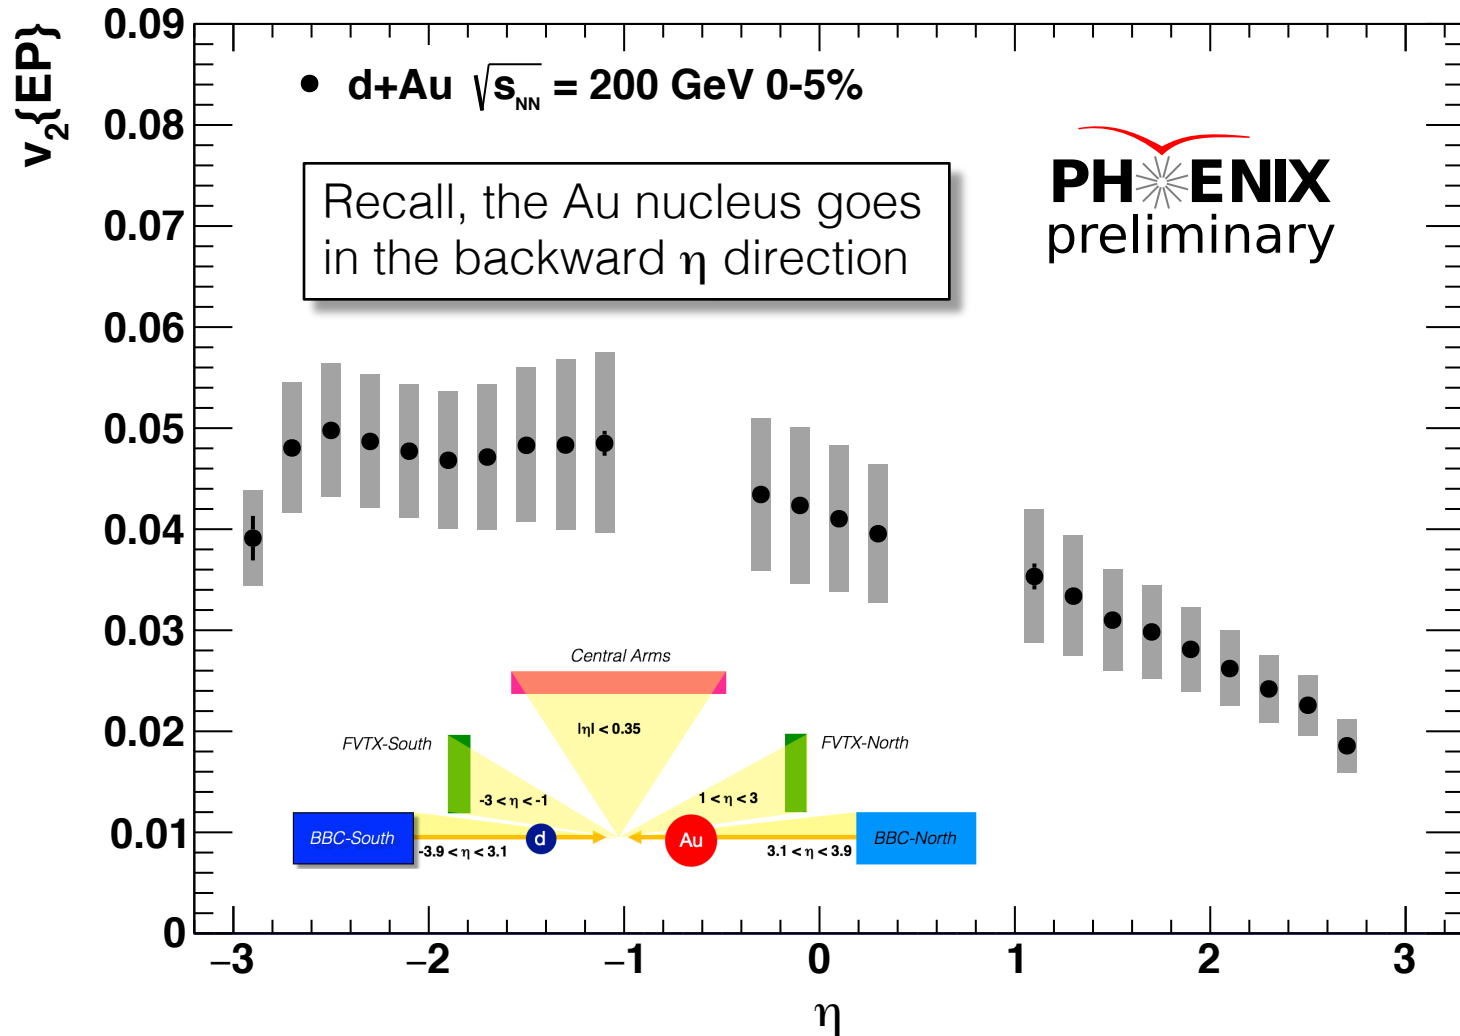 v₂{EP}
0.09
0.08
0.07
0.06
0.05
0.04
0.03
0.02
0.01
0
d+Au √sNN = 200 GeV 0-5%
PHENIX
preliminary
Recall, the Au nucleus goes
in the backward η direction
Central Arms
|η| < 0.35
FVTX-South
FVTX-North
-3 < η < -1
1 < η < 3
BBC-South
d
Au
BBC-North
-3.9 < η < 3.1
3.1 < η < 3.9
−3 −2 −1 0 1 2 3
η